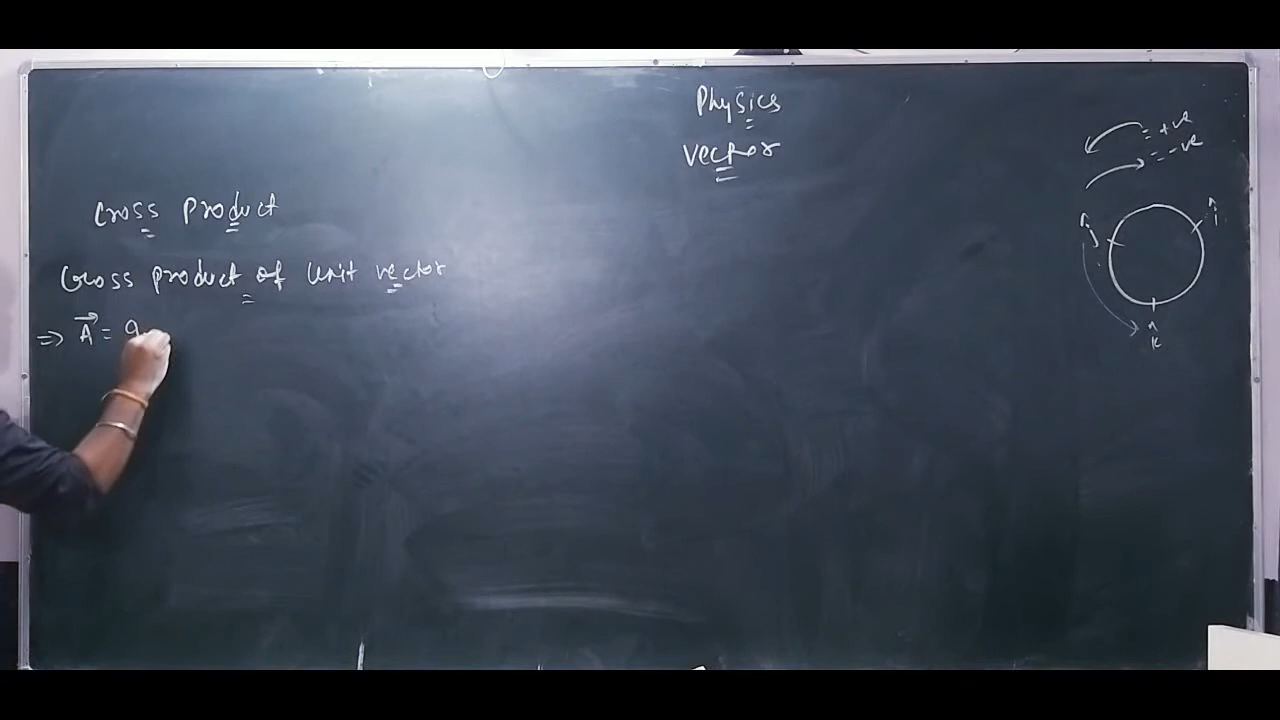 Physics
Vector
Cross Product
Cross product of unit vector
=> A⃗ = a
= +ve
= -ve
ĵ
î
k̂